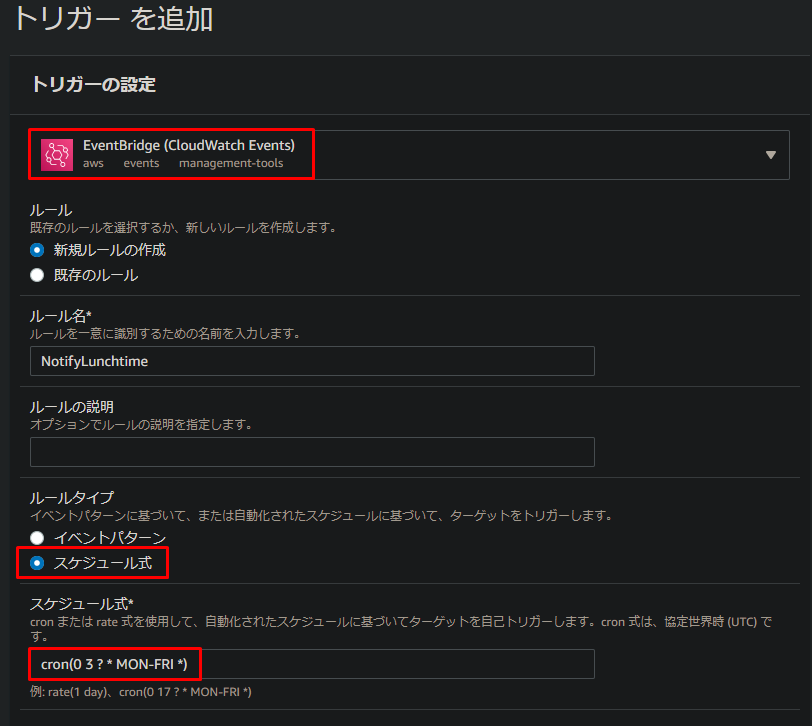 トリガー を追加
トリガーの設定
EventBridge (CloudWatch Events)
aws events management-tools
ルール
既存のルールを選択するか、新しいルールを作成します。
新規ルールの作成
既存のルール
ルール名*
ルールを一意に識別するための名前を入力します。
NotifyLunchtime
ルールの説明
オプションでルールの説明を指定します。
ルールタイプ
イベントパターンに基づいて、または自動化されたスケジュールに基づいて、ターゲットをトリガーします。
イベントパターン
スケジュール式
スケジュール式*
cron または rate 式を使用して、自動化されたスケジュールに基づいてターゲットを自己トリガーします。cron 式は、協定世界時 (UTC) で
す。
cron(0 3 ? * MON-FRI *)
例: rate(1 day)、cron(0 17 ? * MON-FRI *)